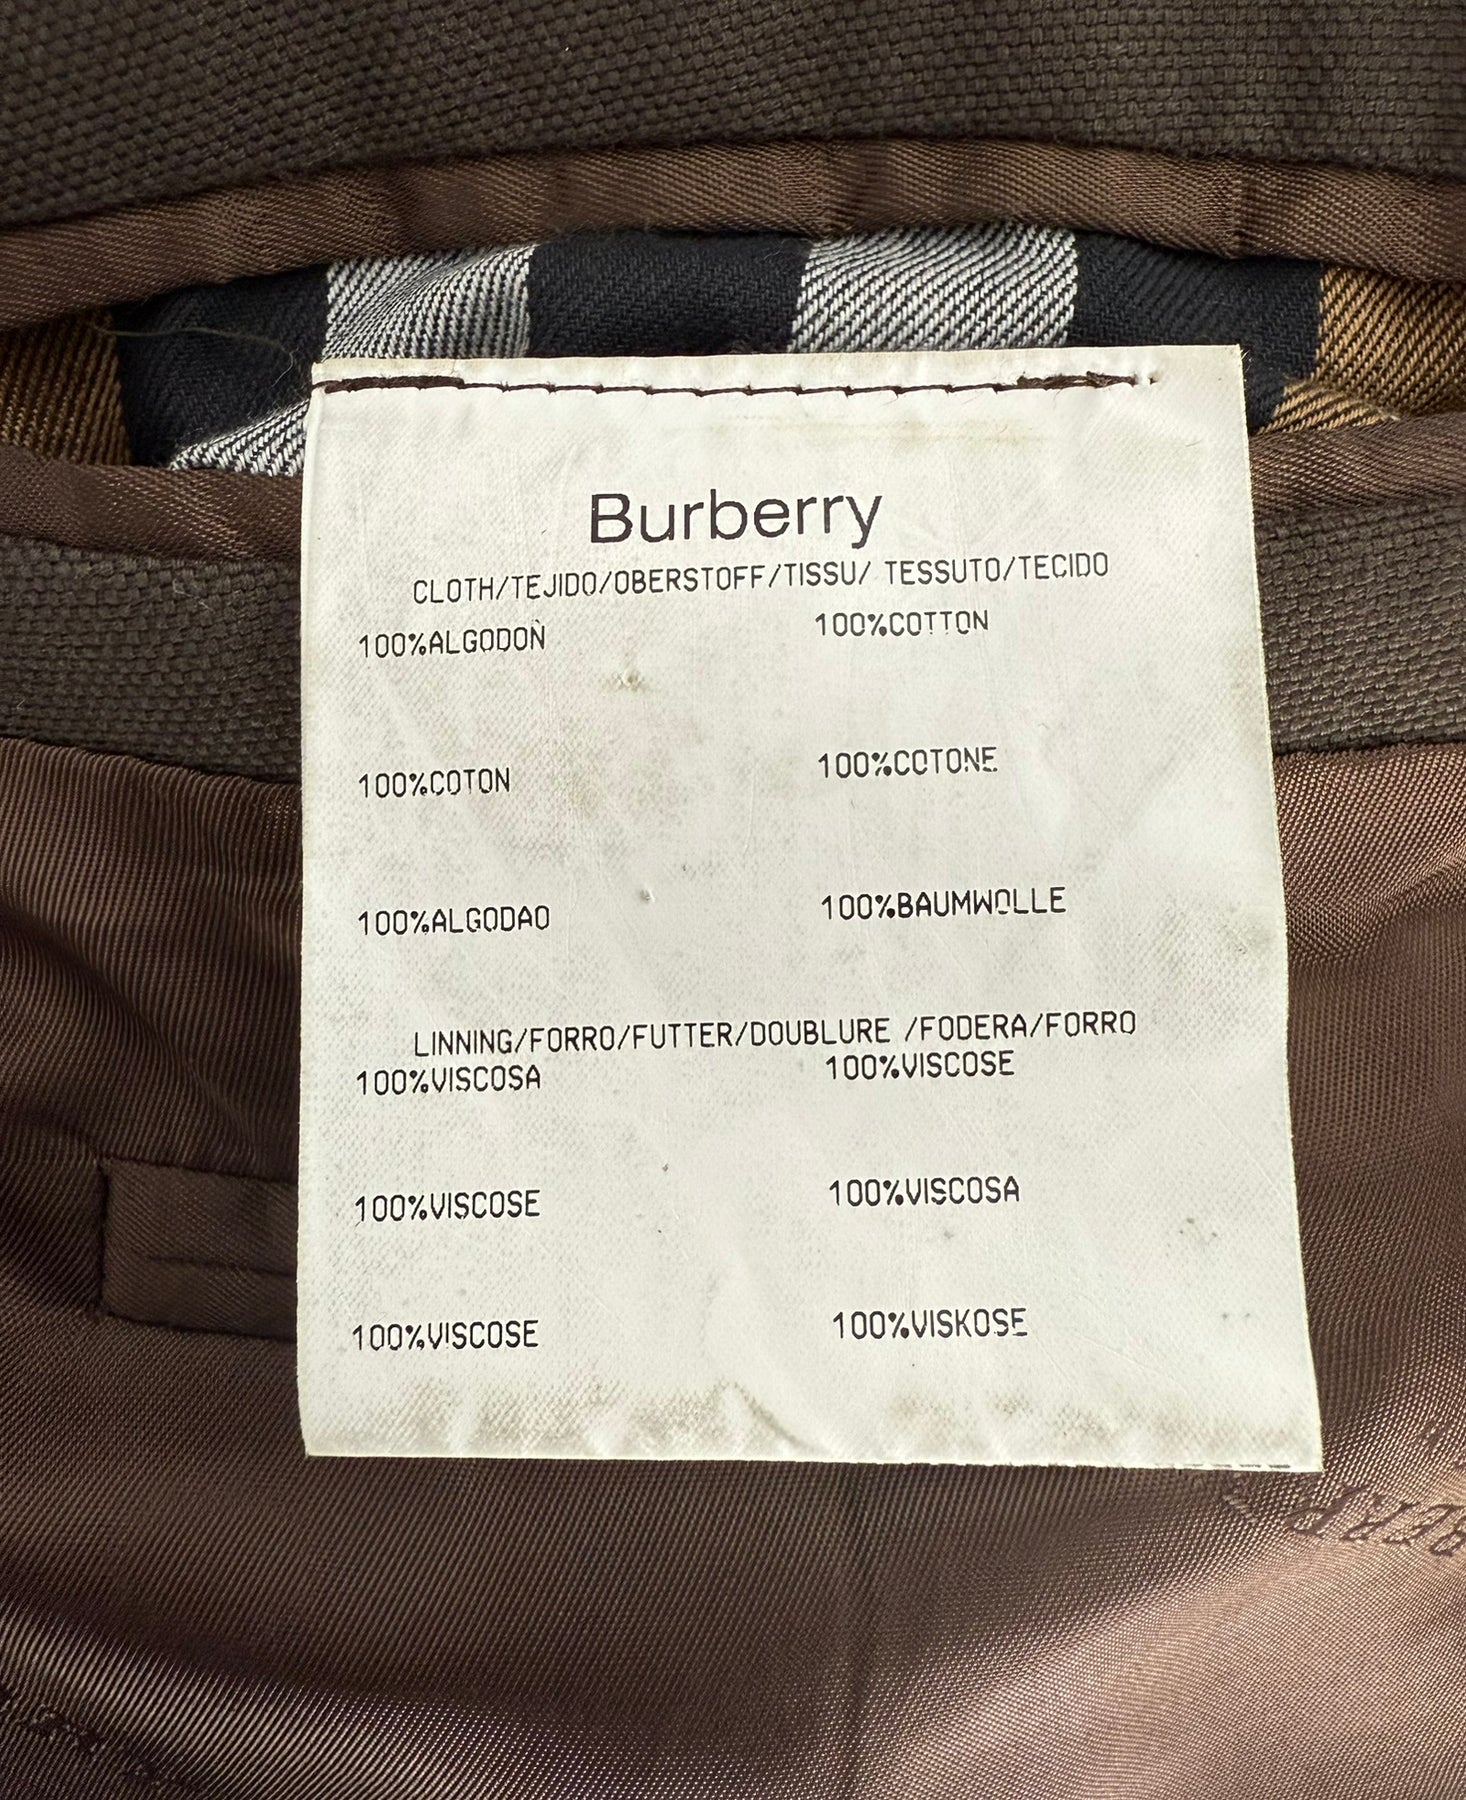 Burberry
CLOTH/TEJIDO/OBERSTOFF/TISSU/ TESSUTO/TECIDO
100%ALGODON 100%COTTON
100%COTON 100%COTONE
100%ALGODAO 100%BAUMWOLLE
LINNING/FORRO/FUTTER/DOUBLURE /FODERA/FORRO
100%VISCOSA 100%VISCOSE
100%VISCOSE 100%VISCOSA
100%VISCOSE 100%VISKOSE